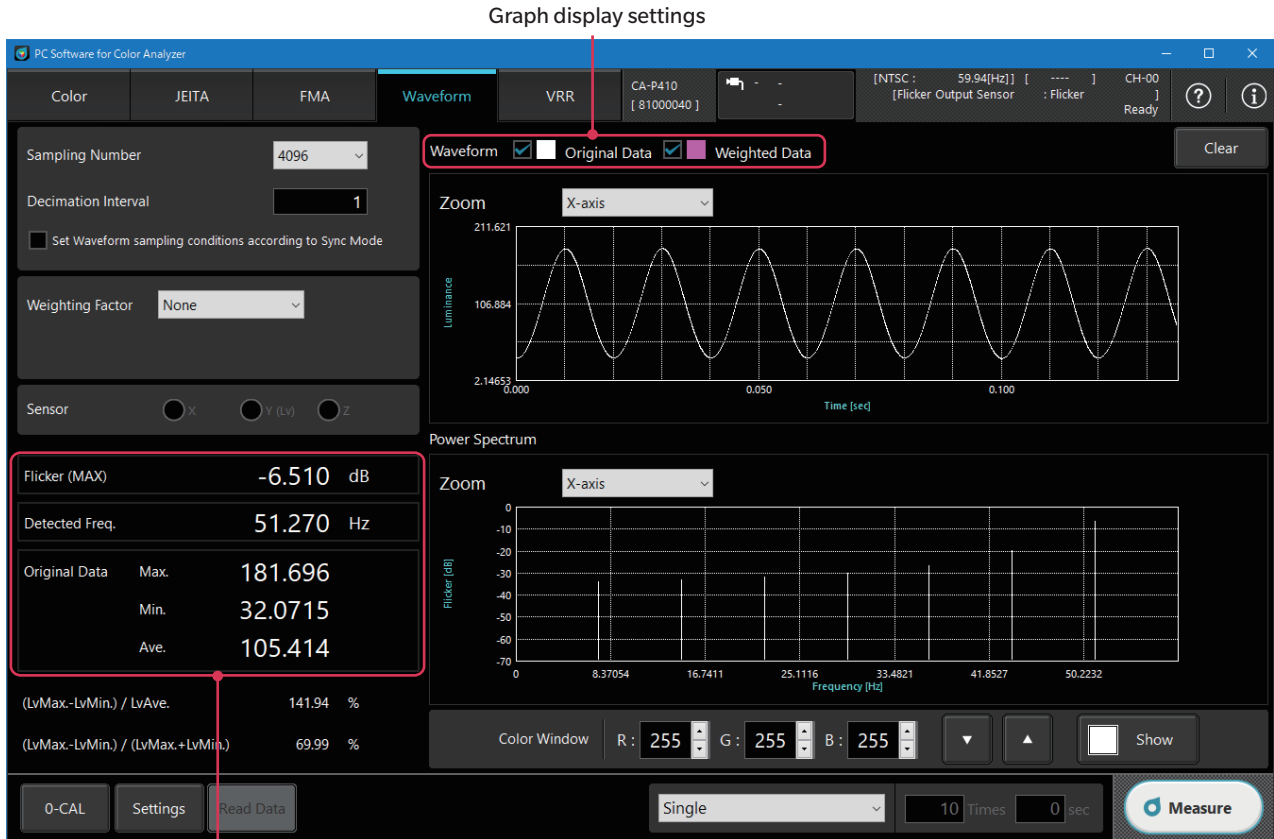 Graph display settings
PC Software for Color Analyzer
Color JEITA FMA Waveform VRR
CA-P410
[ 81000040 ]
- -
-
[NTSC : 59.94[Hz]] [ ---- ] CH-00
[Flicker Output Sensor : Flicker ]
Ready
Sampling Number 4096
Decimation Interval 1
Set Waveform sampling conditions according to Sync Mode
Weighting Factor None
Sensor X Y (Lv) Z
Flicker (MAX) -6.510 dB
Detected Freq. 51.270 Hz
Original Data Max. 181.696
Min. 32.0715
Ave. 105.414
(LvMax.-LvMin.) / LvAve. 141.94 %
(LvMax.-LvMin.) / (LvMax.+LvMin.) 69.99 %
Waveform Original Data Weighted Data Clear
Zoom X-axis
211.621
106.884
2.14653
Luminance
0.000 0.050 0.100
Time [sec]
Power Spectrum
Zoom X-axis
0
-10
-20
-30
-40
-50
-60
-70
Flicker [dB]
0 8.37054 16.7411 25.1116 33.4821 41.8527 50.2232
Frequency [Hz]
Color Window R : 255 G : 255 B : 255 ▼ ▲ Show
0-CAL Settings Read Data Single 10 Times 0 sec Measure